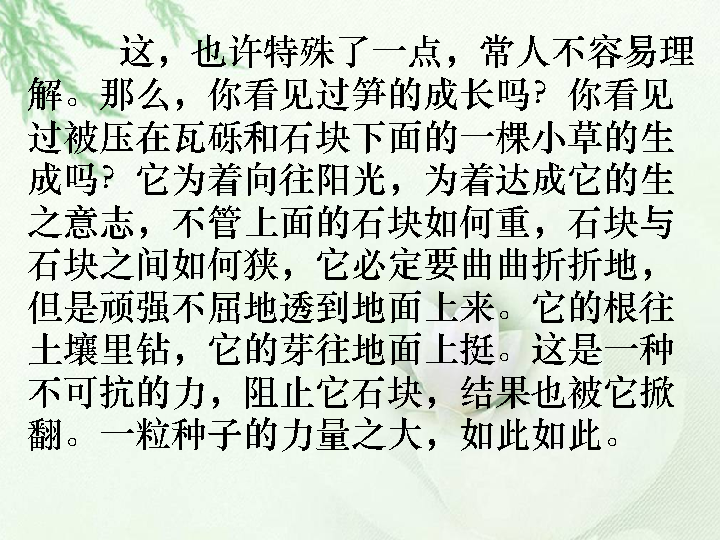 这，也许特殊了一点，常人不容易理
解。那么，你看见过笋的成长吗？你看见
过被压在瓦砾和石块下面的一棵小草的生
成吗？它为着向往阳光，为着达成它的生
之意志，不管上面的石块如何重，石块与
石块之间如何狭，它必定要曲曲折折地，
但是顽强不屈地透到地面上来。它的根往
土壤里钻，它的芽往地面上挺。这是一种
不可抗的力，阻止它石块，结果也被它掀
翻。一粒种子的力量之大，如此如此。